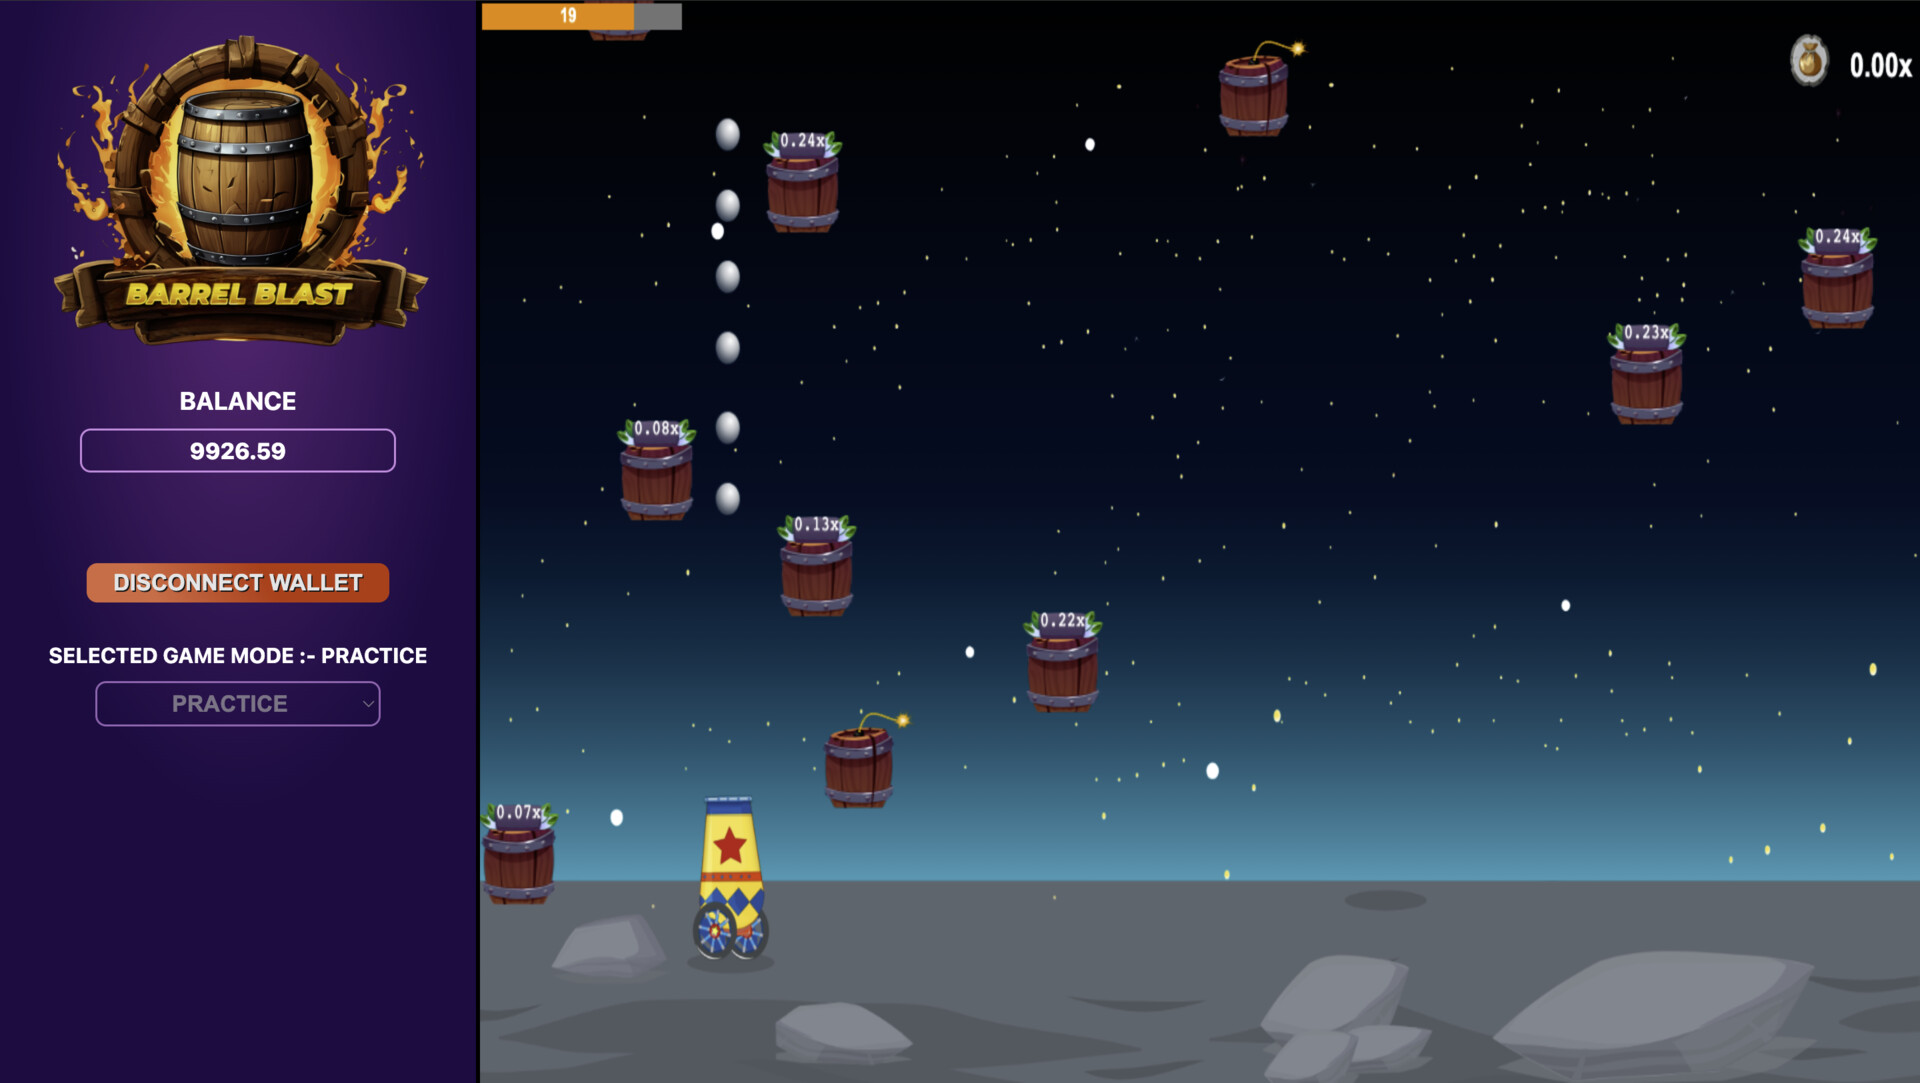 BARREL BLAST
BALANCE
9926.59
DISCONNECT WALLET
SELECTED GAME MODE :- PRACTICE
PRACTICE
19
0.00x
0.24x
0.24x
0.23x
0.08x
0.13x
0.22x
0.07x